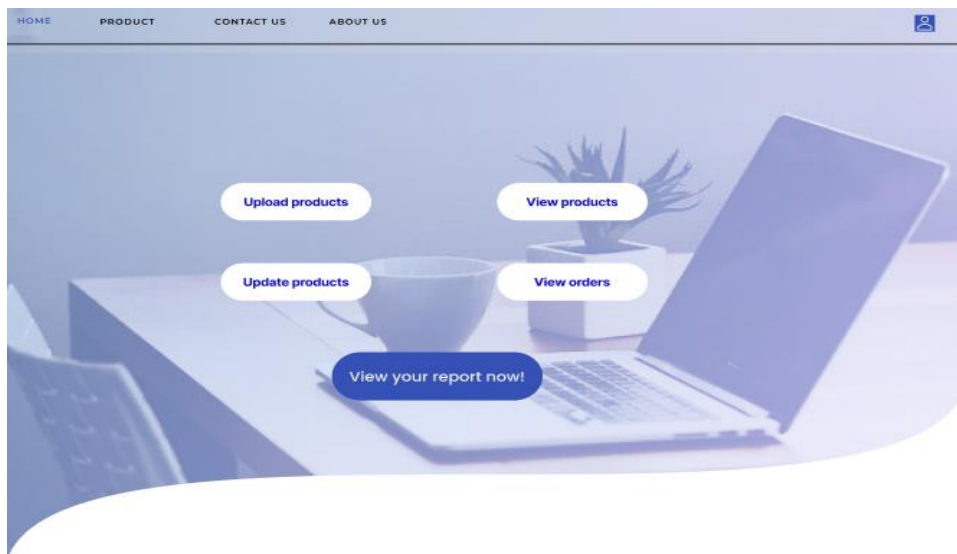 HOME PRODUCT CONTACT US ABOUT US
Upload products View products
Update products View orders
View your report now!